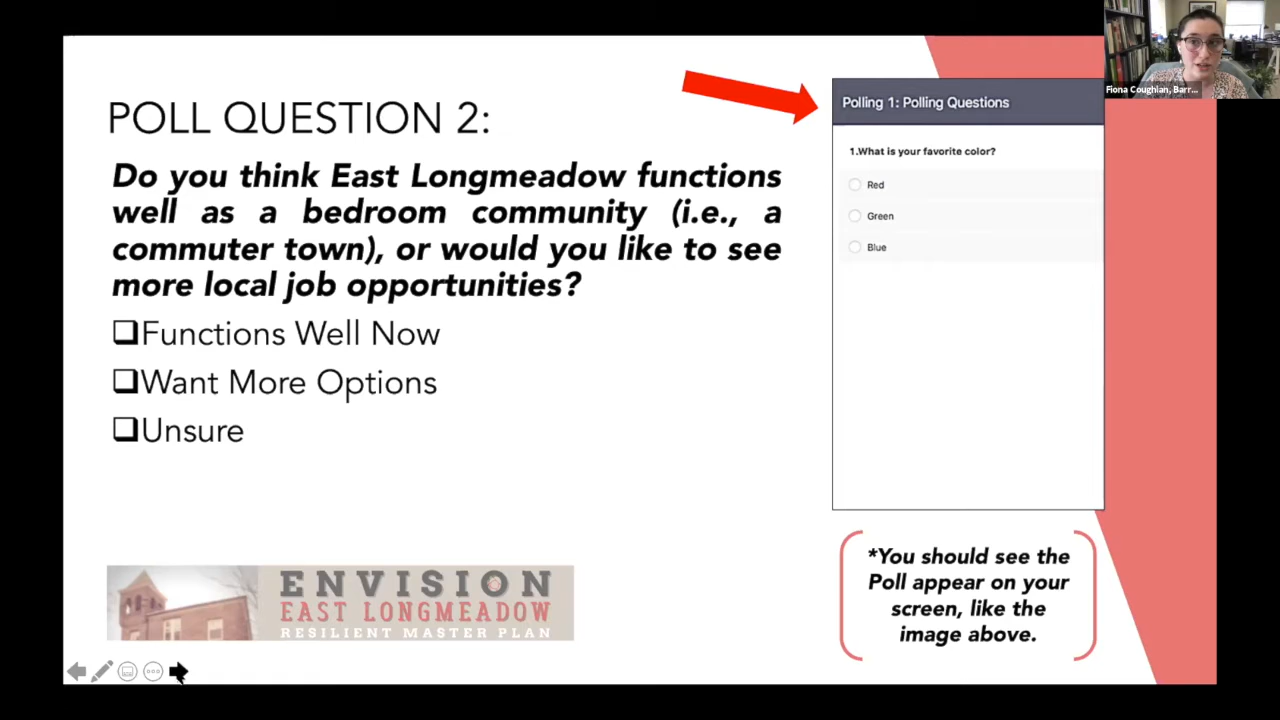 POLL QUESTION 2:
Do you think East Longmeadow functions
well as a bedroom community (i.e., a
commuter town), or would you like to see
more local job opportunities?
❑Functions Well Now
❑Want More Options
❑Unsure
ENVISION
EAST LONGMEADOW
RESILIENT MASTER PLAN
Polling 1: Polling Questions
1.What is your favorite color?
Red
Green
Blue
*You should see the
Poll appear on your
screen, like the
image above.
Fiona Coughlan, Barr...